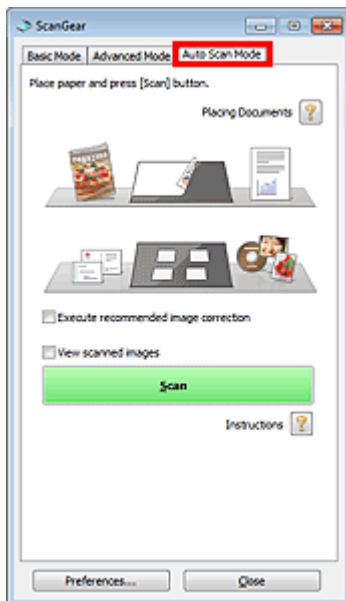 ScanGear
Basic Mode Advanced Mode Auto Scan Mode
Place paper and press [Scan] button.
Placing Documents ?
Execute recommended image correction
View scanned images
Scan
Instructions ?
Preferences... Close